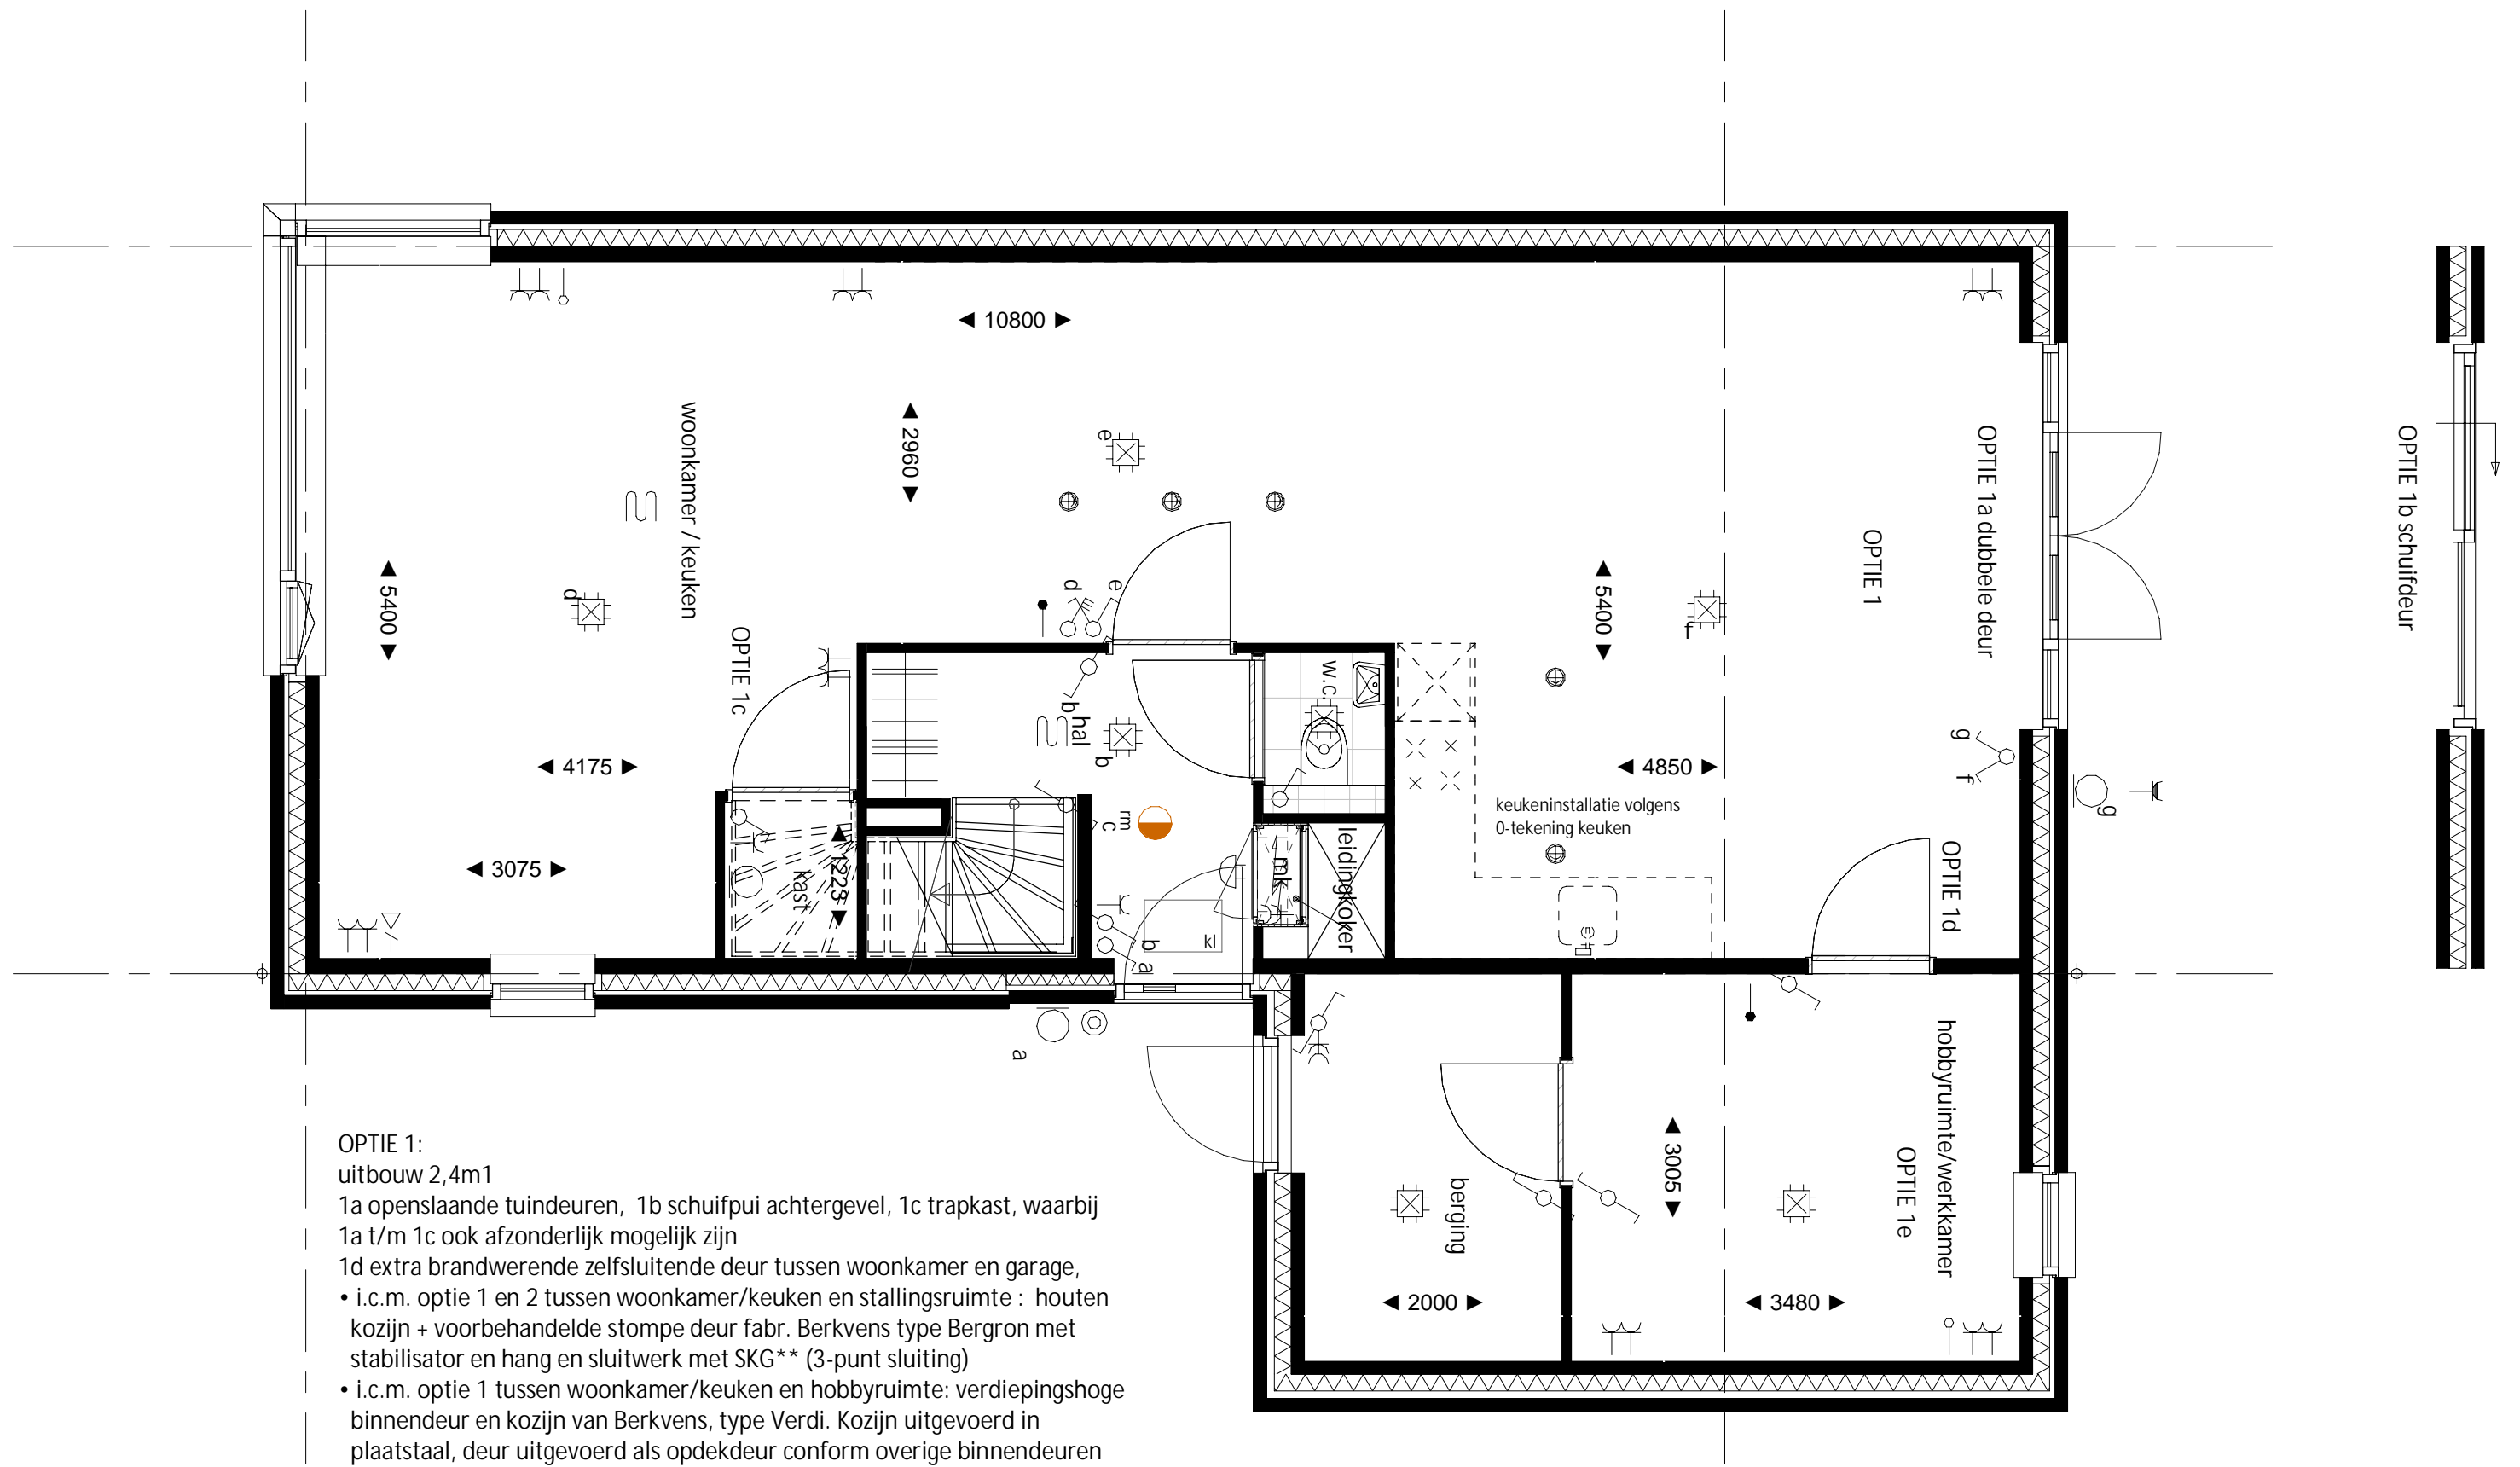 ◄ 10800 ►
woonkamer / keuken
◄ 2960 ►
e
OPTIE 1a dubbele deur
OPTIE 1b schuifdeur
OPTIE 1
◄ 5400 ►
d
d
e
◄ 5400 ►
f
OPTIE 1c
w.c.
b
hal
b
g
f
◄ 4175 ►
◄ 4850 ►
keukeninstallatie volgens
0-tekening keuken
g
rm
c
◄ 1223 ►
kast
mk
leidingkoker
OPTIE 1d
◄ 3075 ►
kl
b
a
a
hobbyruimte/werkkamer
OPTIE 1e
◄ 3005 ►
berging
◄ 2000 ►
◄ 3480 ►
OPTIE 1:
uitbouw 2,4m1
1a openslaande tuindeuren, 1b schuifpui achtergevel, 1c trapkast, waarbij
1a t/m 1c ook afzonderlijk mogelijk zijn
1d extra brandwerende zelfsluitende deur tussen woonkamer en garage,
• i.c.m. optie 1 en 2 tussen woonkamer/keuken en stallingsruimte : houten
kozijn + voorbehandelde stompe deur fabr. Berkvens type Bergron met
stabilisator en hang en sluitwerk met SKG** (3-punt sluiting)
• i.c.m. optie 1 tussen woonkamer/keuken en hobbyruimte: verdiepingshoge
binnendeur en kozijn van Berkvens, type Verdi. Kozijn uitgevoerd in
plaatstaal, deur uitgevoerd als opdekdeur conform overige binnendeuren